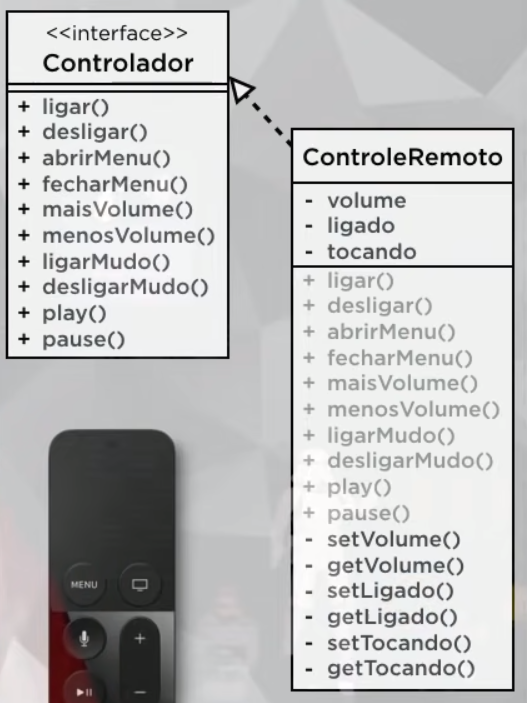 <<interface>>
Controlador
+ ligar()
+ desligar()
+ abrirMenu()
+ fecharMenu()
+ maisVolume()
+ menosVolume()
+ ligarMudo()
+ desligarMudo()
+ play()
+ pause()
ControleRemoto
- volume
- ligado
- tocando
+ ligar()
+ desligar()
+ abrirMenu()
+ fecharMenu()
+ maisVolume()
+ menosVolume()
+ ligarMudo()
+ desligarMudo()
+ play()
+ pause()
- setVolume()
- getVolume()
- setLigado()
- getLigado()
- setTocando()
- getTocando()
MENU
+
-